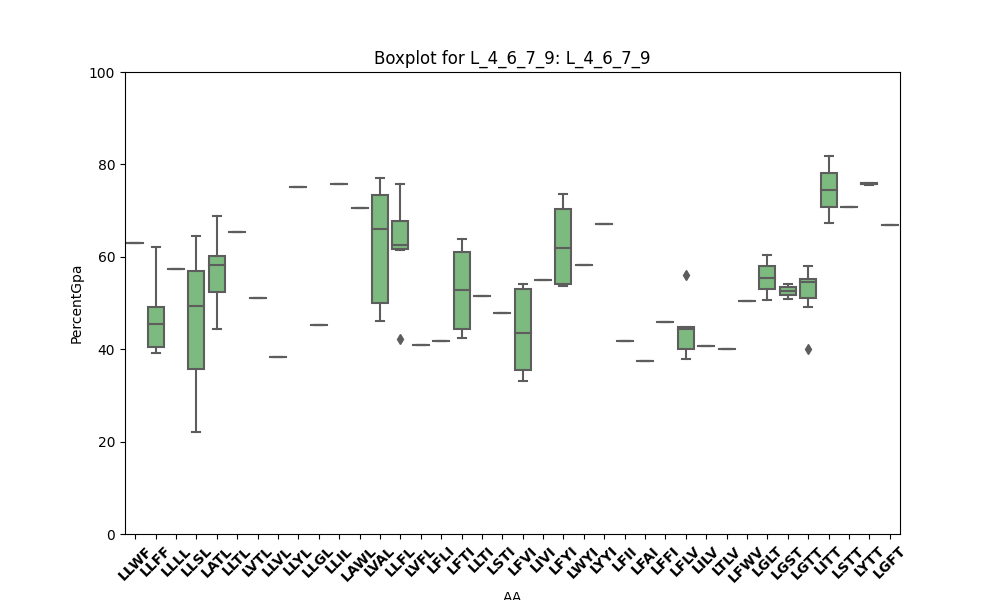 Boxplot for L_4_6_7_9: L_4_6_7_9
100
80
60
40
20
0
PercentGpa
LLWF
LLFF
LLLL
LLSL
LATL
LLTL
LVTL
LLVL
LLYL
LLGL
LLIL
LAWL
LVAL
LLFL
LVFL
LFLI
LFTI
LLTI
LSTI
LFVI
LIVI
LFYI
LWYI
LYYI
LFII
LFAI
LFFI
LFLV
LILV
LTLV
LFWV
LGLT
LGST
LGTT
LITT
LSTT
LYTT
LGFT
AA